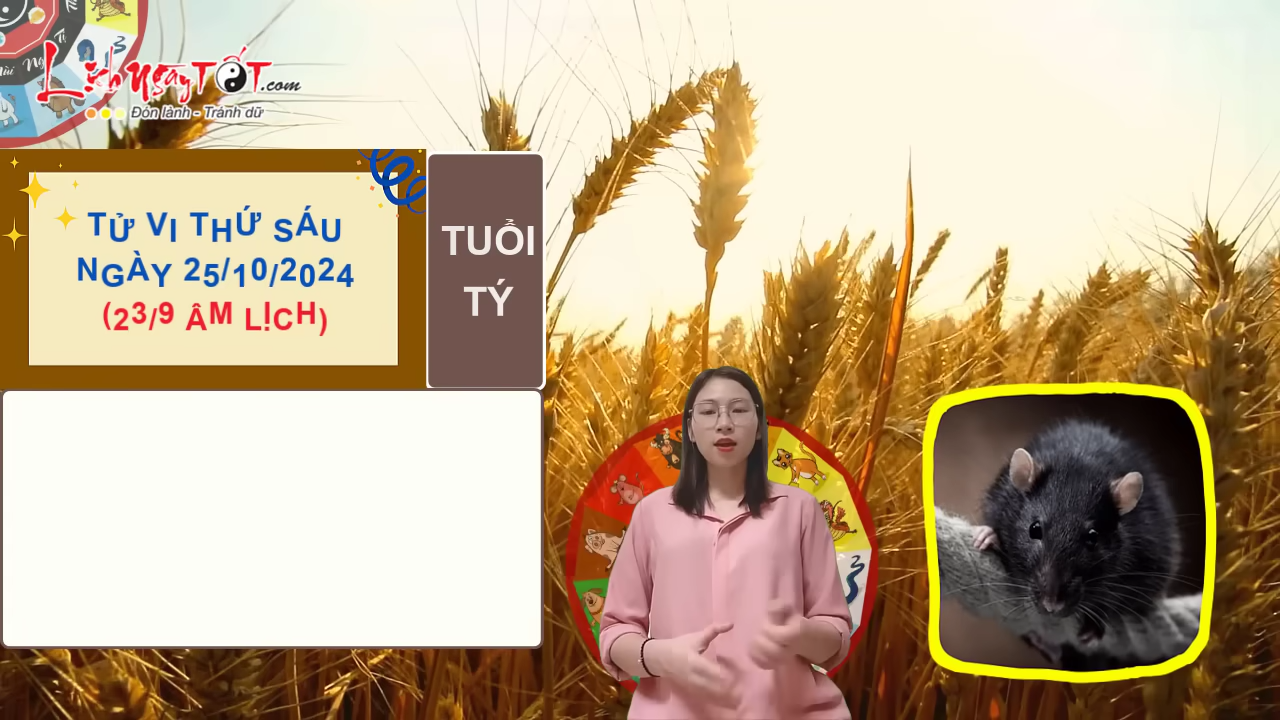 LịchNgàyTỐT.com
Đón lành - Tránh dữ
TỬ VI THỨ SÁU
NGÀY 25/10/2024
(23/9 ÂM LỊCH)
TUỔI
TÝ